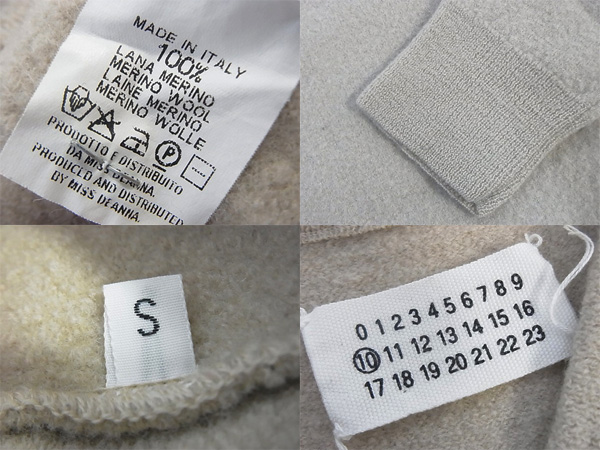 MADE IN ITALY
100%
LANA MERINO
MERINO WOOL
LAINE MERINO
MERINO WOLLE
P
PRODOTTO E DISTRIBUITO
DA MISS DEANNA.
PRODUCED AND DISTRIBUTED
BY MISS DEANNA.
S
0 1 2 3 4 5 6 7 8 9
10 11 12 13 14 15 16
17 18 19 20 21 22 23